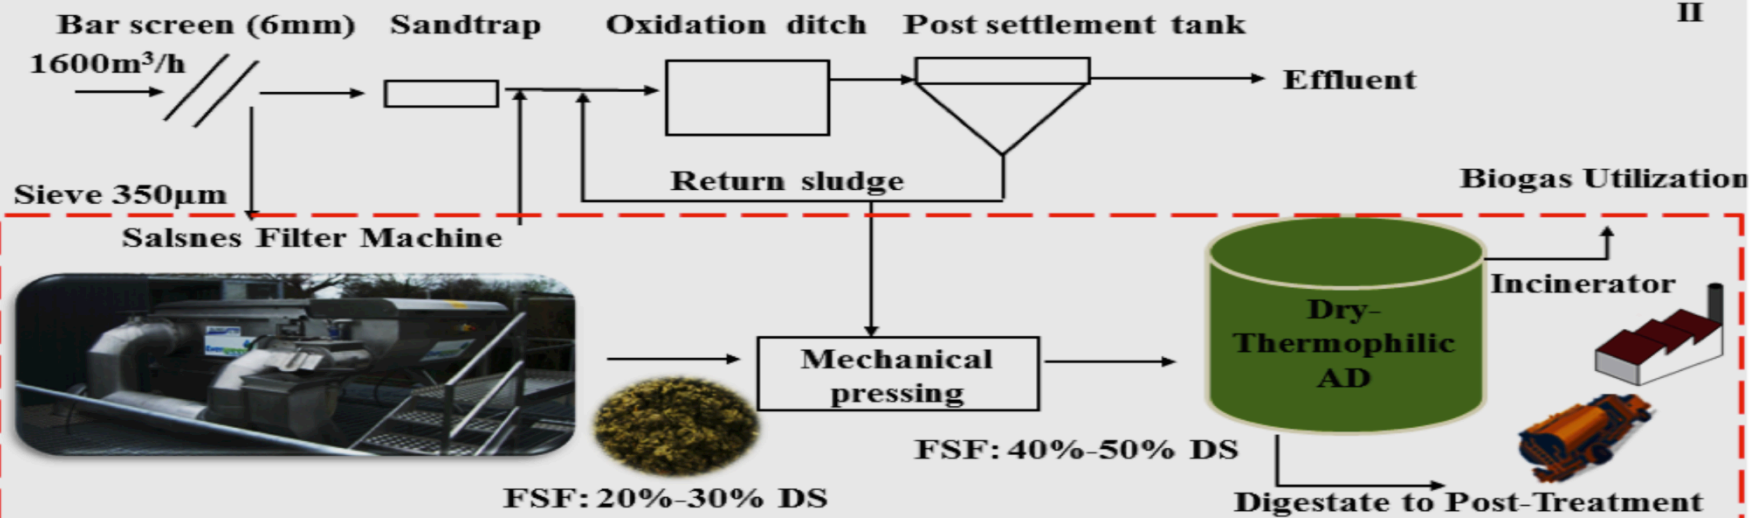 Bar screen (6mm)
Sandtrap
Oxidation ditch
Post settlement tank
II
1600m³/h
Effluent
Return sludge
Biogas Utilization
Sieve 350µm
Salsnes Filter Machine
Incinerator
Dry-
Thermophilic
AD
Mechanical
pressing
FSF: 40%-50% DS
FSF: 20%-30% DS
Digestate to Post-Treatment